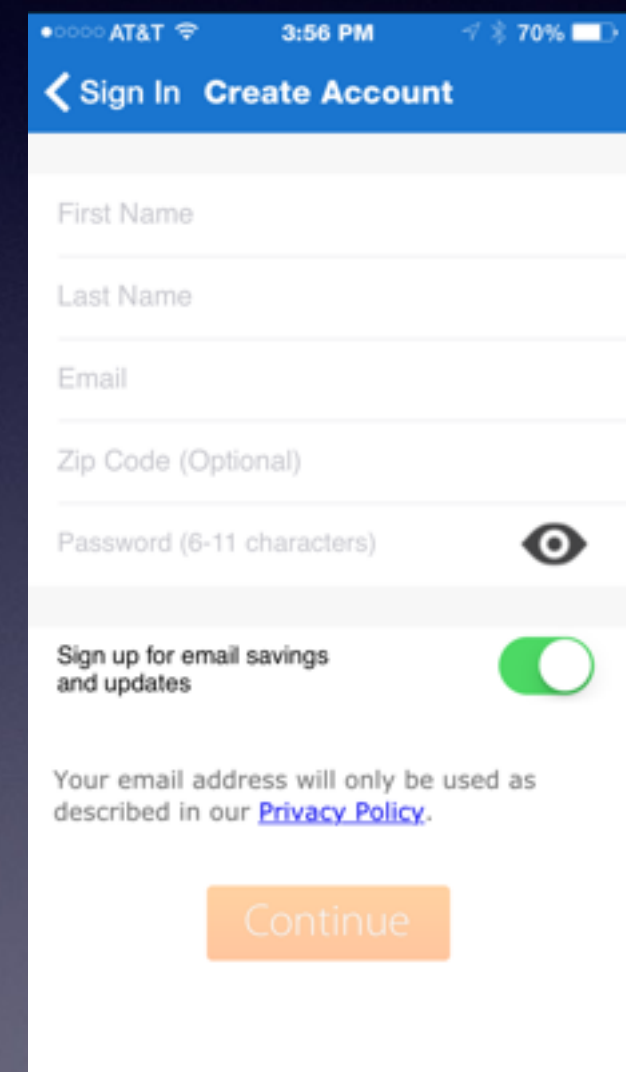 AT&T 3:56 PM 70%
Sign In Create Account
First Name
Last Name
Email
Zip Code (Optional)
Password (6-11 characters)
Sign up for email savings
and updates
Your email address will only be used as
described in our Privacy Policy.
Continue